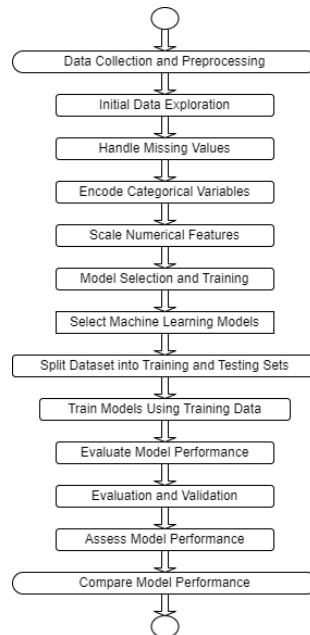 Data Collection and Preprocessing
Initial Data Exploration
Handle Missing Values
Encode Categorical Variables
Scale Numerical Features
Model Selection and Training
Select Machine Learning Models
Split Dataset into Training and Testing Sets
Train Models Using Training Data
Evaluate Model Performance
Evaluation and Validation
Assess Model Performance
Compare Model Performance